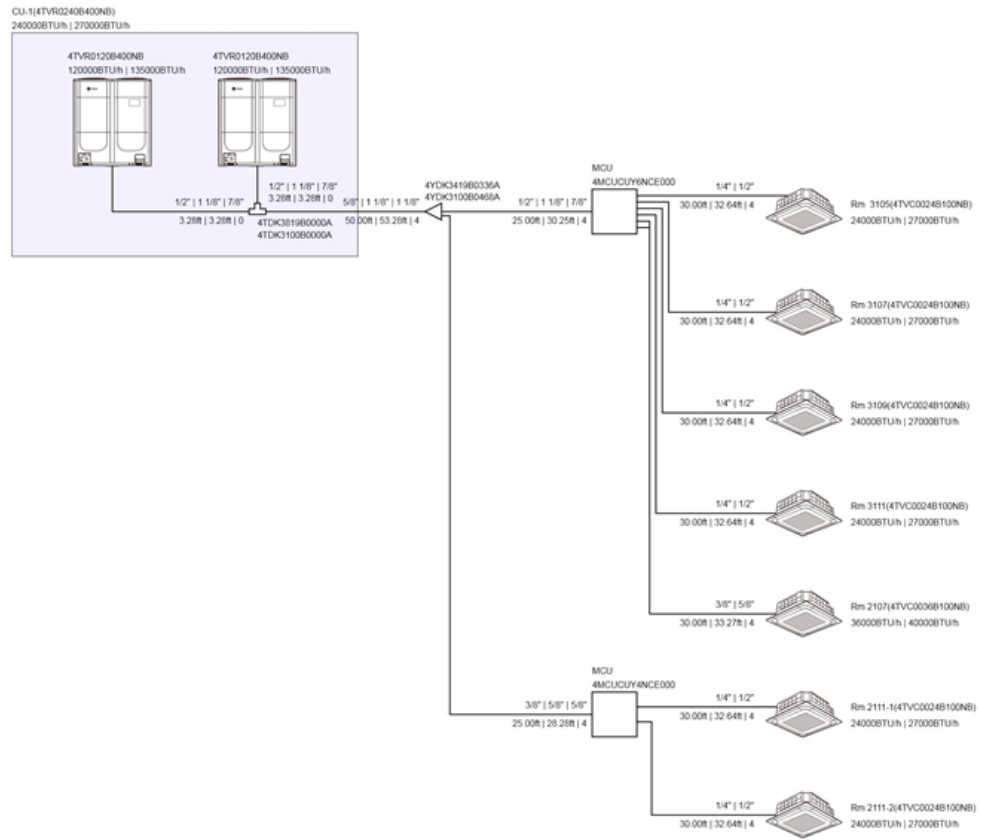 CU-1(4TVR0240B400NB)
240000BTU/h | 270000BTU/h
4TVR0120B400NB
120000BTU/h | 135000BTU/h
4TVR0120B400NB
120000BTU/h | 135000BTU/h
1/2" | 1 1/8" | 7/8"
3.28ft | 3.28ft | 0
1/2" | 1 1/8" | 7/8"
3.28ft | 3.28ft | 0
4TDK3819B0000A
4TDK3100B0000A
5/8" | 1 1/8" | 1 1/8"
50.00ft | 53.28ft | 4
4YDK3419B0336A
4YDK3100B0468A
1/2" | 1 1/8" | 7/8"
25.00ft | 30.25ft | 4
MCU
4MCUCUY6NCE000
1/4" | 1/2"
30.00ft | 32.64ft | 4
Rm 3105(4TVC0024B100NB)
24000BTU/h | 27000BTU/h
1/4" | 1/2"
30.00ft | 32.64ft | 4
Rm 3107(4TVC0024B100NB)
24000BTU/h | 27000BTU/h
1/4" | 1/2"
30.00ft | 32.64ft | 4
Rm 3109(4TVC0024B100NB)
24000BTU/h | 27000BTU/h
1/4" | 1/2"
30.00ft | 32.64ft | 4
Rm 3111(4TVC0024B100NB)
24000BTU/h | 27000BTU/h
3/8" | 5/8"
30.00ft | 33.27ft | 4
Rm 2107(4TVC0036B100NB)
36000BTU/h | 40000BTU/h
3/8" | 5/8" | 5/8"
25.00ft | 28.28ft | 4
MCU
4MCUCUY4NCE000
1/4" | 1/2"
30.00ft | 32.64ft | 4
Rm 2111-1(4TVC0024B100NB)
24000BTU/h | 27000BTU/h
1/4" | 1/2"
30.00ft | 32.64ft | 4
Rm 2111-2(4TVC0024B100NB)
24000BTU/h | 27000BTU/h